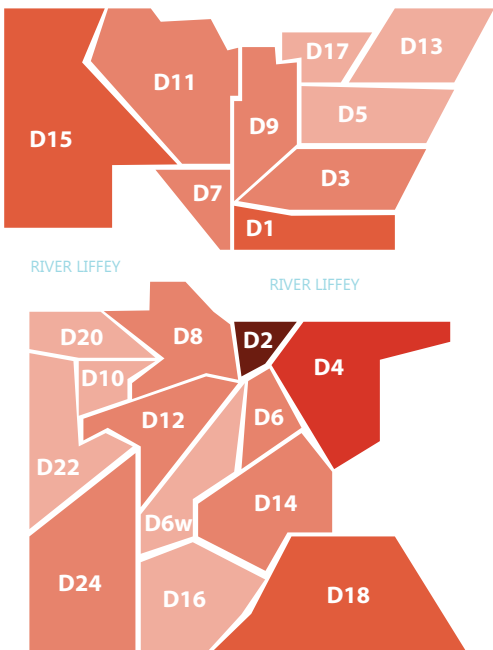 D17
D13
D11
D5
D9
D15
D3
D7
D1
RIVER LIFFEY
RIVER LIFFEY
D20
D8
D2
D4
D10
D12
D6
D22
D14
D6w
D24
D16
D18